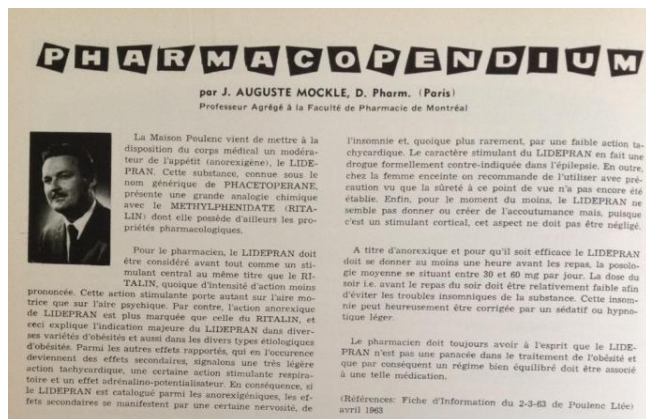 PHARMACOPENDIUM
par J. AUGUSTE MOCKLE, D. Pharm. (Paris)
Professeur Agrégé à la Faculté de Pharmacie de Montréal
La Maison Poulenc vient de mettre à la
disposition du corps médical un modéra-
teur de l'appétit (anorexigène), le LIDE-
PRAN. Cette substance, connue sous le
nom générique de PHACETOPERANE,
présente une grande analogie chimique
avec le METHYLPHENIDATE (RITA-
LIN) dont elle possède d'ailleurs les pro-
priétés pharmacologiques.
Pour le pharmacien, le LIDEPRAN doit
être considéré avant tout comme un sti-
mulant central au même titre que le RI-
TALIN, quoique d'intensité d'action moins
prononcée. Cette action stimulante porte autant sur l'aire mo-
trice que sur l'aire psychique. Par contre, l'action anorexique
de LIDEPRAN est plus marquée que celle du RITALIN, et
ceci explique l'indication majeure du LIDEPRAN dans diver-
ses variétés d'obésités et aussi dans les divers types étiologiques
d'obésités. Parmi les autres effets rapportés, qui en l'occurence
deviennent des effets secondaires, signalons une très légère
action tachycardique, une certaine action stimulante respira-
toire et un effet adrénalino-potentialisateur. En conséquence, si
le LIDEPRAN est catalogué parmi les anorexigéniques, les ef-
fets secondaires se manifestent par une certaine nervosité, de
l'insomnie et, quoique plus rarement, par une faible action ta-
chycardique. Le caractère stimulant du LIDEPRAN en fait une
drogue formellement contre-indiquée dans l'épilepsie. En outre,
chez la femme enceinte on recommande de l'utiliser avec pré-
caution vu que la sûreté à ce point de vue n'a pas encore été
établie. Enfin, pour le moment du moins, le LIDEPRAN ne
semble pas donner ou créer de l'accoutumance mais, puisque
c'est un stimulant cortical, cet aspect ne doit pas être négligé.
A titre d'anorexique et pour qu'il soit efficace le LIDEPRAN
doit se donner au moins une heure avant les repas, la posolo-
gie moyenne se situant entre 30 et 60 mg par jour. La dose du
soir i.e. avant le repas du soir doit être relativement faible afin
d'éviter les troubles insomniques de la substance. Cette insom-
nie peut heureusement être corrigée par un sédatif ou hypno-
tique léger.
Le pharmacien doit toujours avoir à l'esprit que le LIDE-
PRAN n'est pas une panacée dans le traitement de l'obésité et
que par conséquent un régime bien équilibré doit être associé
à une telle médication.
(Références: Fiche d'Information du 2-3-63 de Poulenc Ltée)
avril 1963